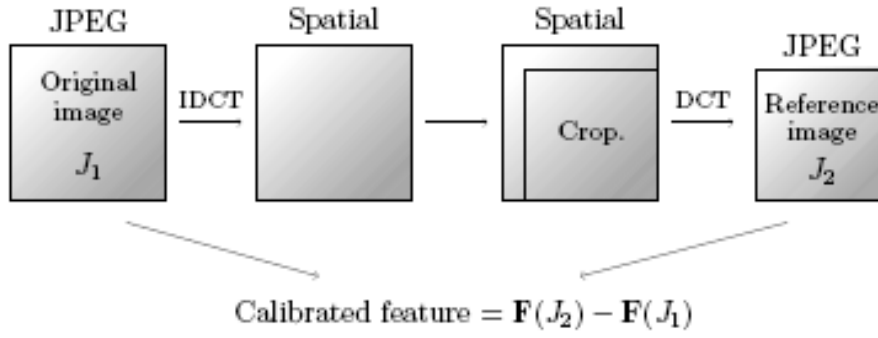 JPEG
Original
image
J₁
IDCT
Spatial
Spatial
Crop.
DCT
JPEG
Reference
image
J₂
Calibrated feature = F(J₂) − F(J₁)